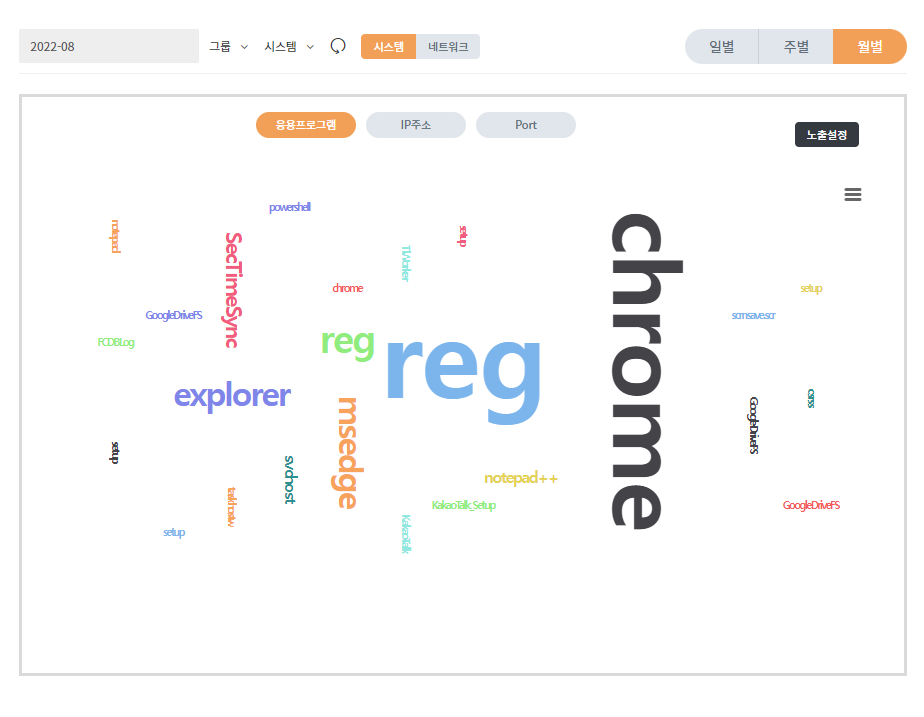 2022-08 그룹 시스템 시스템 네트워크 일별 주별 월별
응용프로그램 IP주소 Port
노출설정
powershell
notepad
SecTimeSync
setup
TiWorker
chrome
chrome
setup
GoogleDriveFS
scrnsave.scr
FCDBLog
reg
reg
explorer
msedge
csrss
GoogleDriveFS
setup
svchost
notepad++
taskhostw
KakaoTalk_Setup
GoogleDriveFS
KakaoTalk
setup